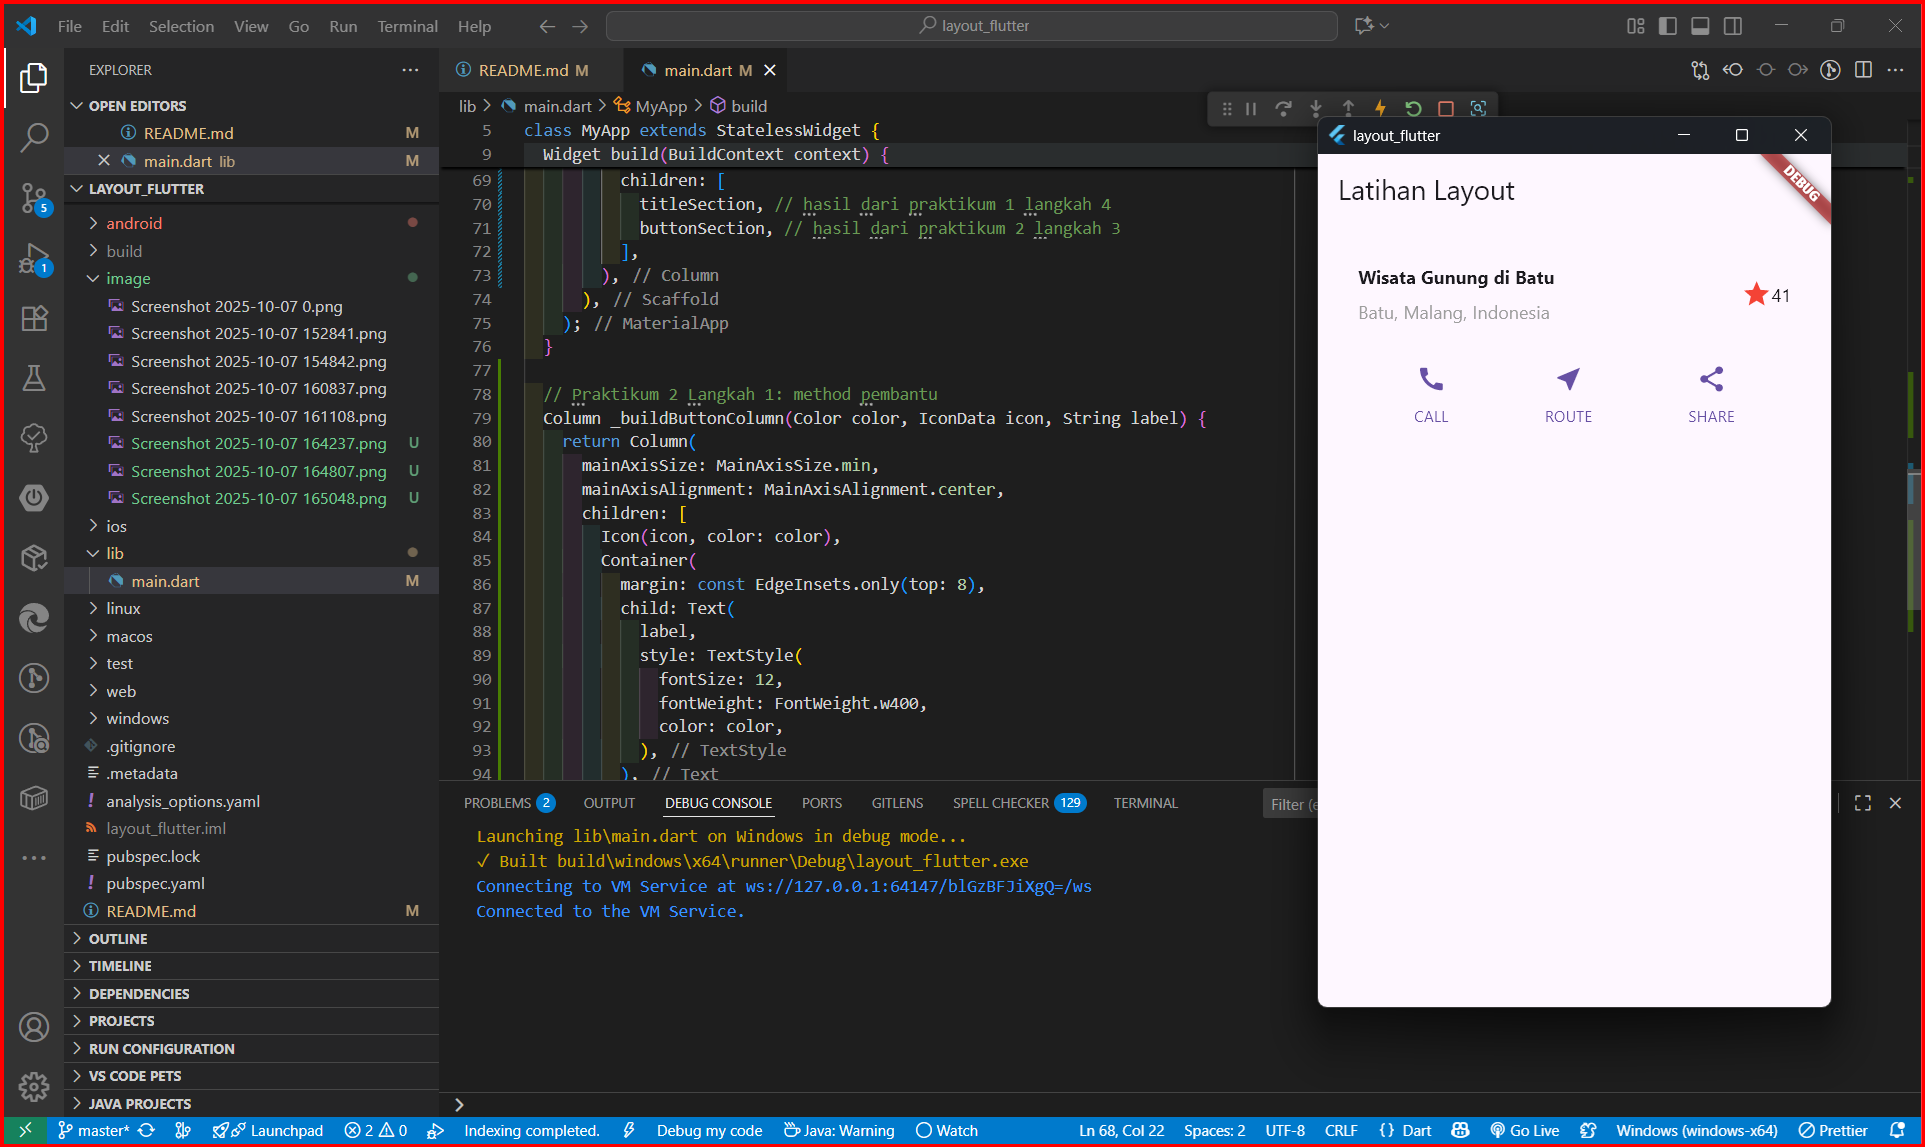 File Edit Selection View Go Run Terminal Help
layout_flutter
EXPLORER
OPEN EDITORS
README.md M
main.dart lib M
LAYOUT_FLUTTER
android
build
image
Screenshot 2025-10-07 0.png
Screenshot 2025-10-07 152841.png
Screenshot 2025-10-07 154842.png
Screenshot 2025-10-07 160837.png
Screenshot 2025-10-07 161108.png
Screenshot 2025-10-07 164237.png U
Screenshot 2025-10-07 164807.png U
Screenshot 2025-10-07 165048.png U
ios
lib
main.dart M
linux
macos
test
web
windows
.gitignore
.metadata
analysis_options.yaml
layout_flutter.iml
pubspec.lock
pubspec.yaml
README.md M
OUTLINE
TIMELINE
DEPENDENCIES
PROJECTS
RUN CONFIGURATION
VS CODE PETS
JAVA PROJECTS
5
1
README.md M
main.dart M
lib > main.dart > MyApp > build
5 class MyApp extends StatelessWidget {
9 Widget build(BuildContext context) {
69 children: [
70 titleSection, // hasil dari praktikum 1 langkah 4
71 buttonSection, // hasil dari praktikum 2 langkah 3
72 ],
73 ), // Column
74 ), // Scaffold
75 ); // MaterialApp
76 }
77
78 // Praktikum 2 Langkah 1: method pembantu
79 Column _buildButtonColumn(Color color, IconData icon, String label) {
80 return Column(
81 mainAxisSize: MainAxisSize.min,
82 mainAxisAlignment: MainAxisAlignment.center,
83 children: [
84 Icon(icon, color: color),
85 Container(
86 margin: const EdgeInsets.only(top: 8),
87 child: Text(
88 label,
89 style: TextStyle(
90 fontSize: 12,
91 fontWeight: FontWeight.w400,
92 color: color,
93 ), // TextStyle
94 ), // Text
PROBLEMS 2 OUTPUT DEBUG CONSOLE PORTS GITLENS SPELL CHECKER 129 TERMINAL
Filter (e
Launching lib\main.dart on Windows in debug mode...
✓ Built build\windows\x64\runner\Debug\layout_flutter.exe
Connecting to VM Service at ws://127.0.0.1:64147/blGzBFJiXgQ=/ws
Connected to the VM Service.
>
layout_flutter
DEBUG
Latihan Layout
Wisata Gunung di Batu
Batu, Malang, Indonesia
41
CALL ROUTE SHARE
master* Launchpad 2 0 Indexing completed. Debug my code Java: Warning Watch Ln 68, Col 22 Spaces: 2 UTF-8 CRLF {} Dart Go Live Windows (windows-x64) Prettier